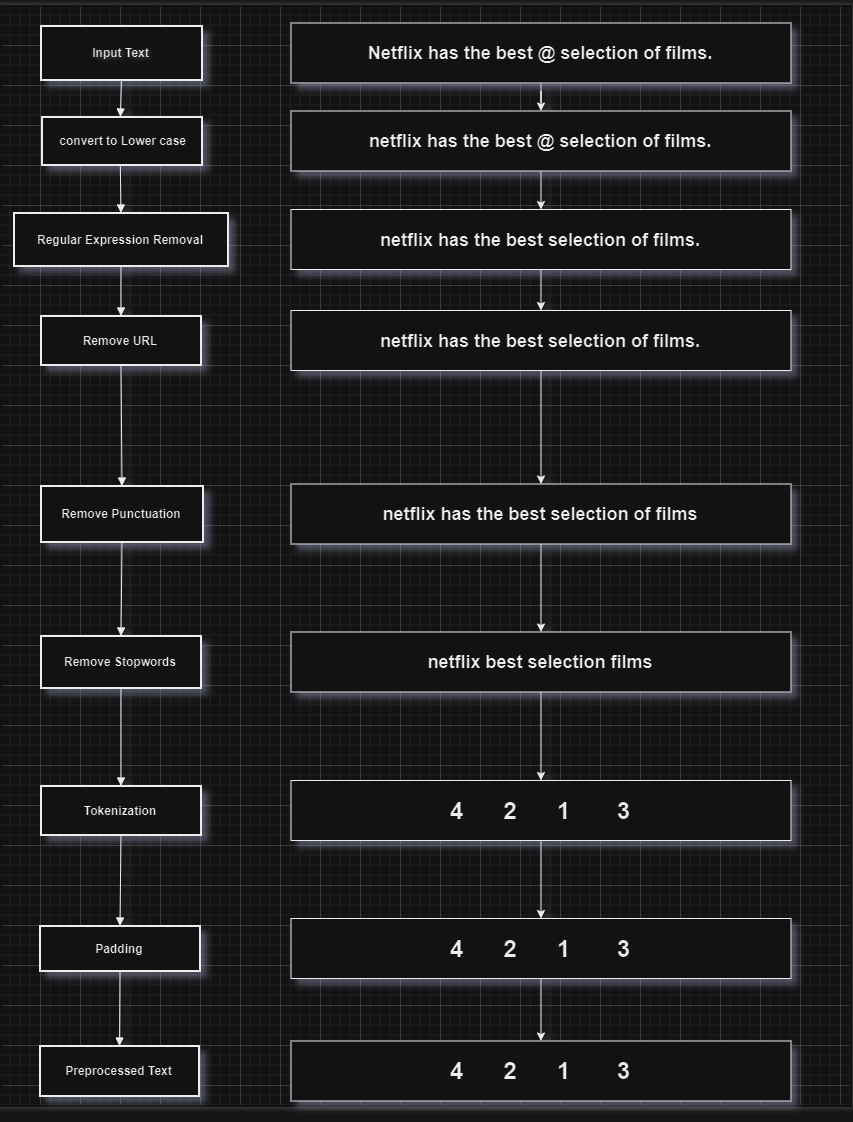 Input Text
Netflix has the best @ selection of films.
convert to Lower case
netflix has the best @ selection of films.
Regular Expression Removal
netflix has the best selection of films.
Remove URL
netflix has the best selection of films.
Remove Punctuation
netflix has the best selection of films
Remove Stopwords
netflix best selection films
Tokenization
4 2 1 3
Padding
4 2 1 3
Preprocessed Text
4 2 1 3